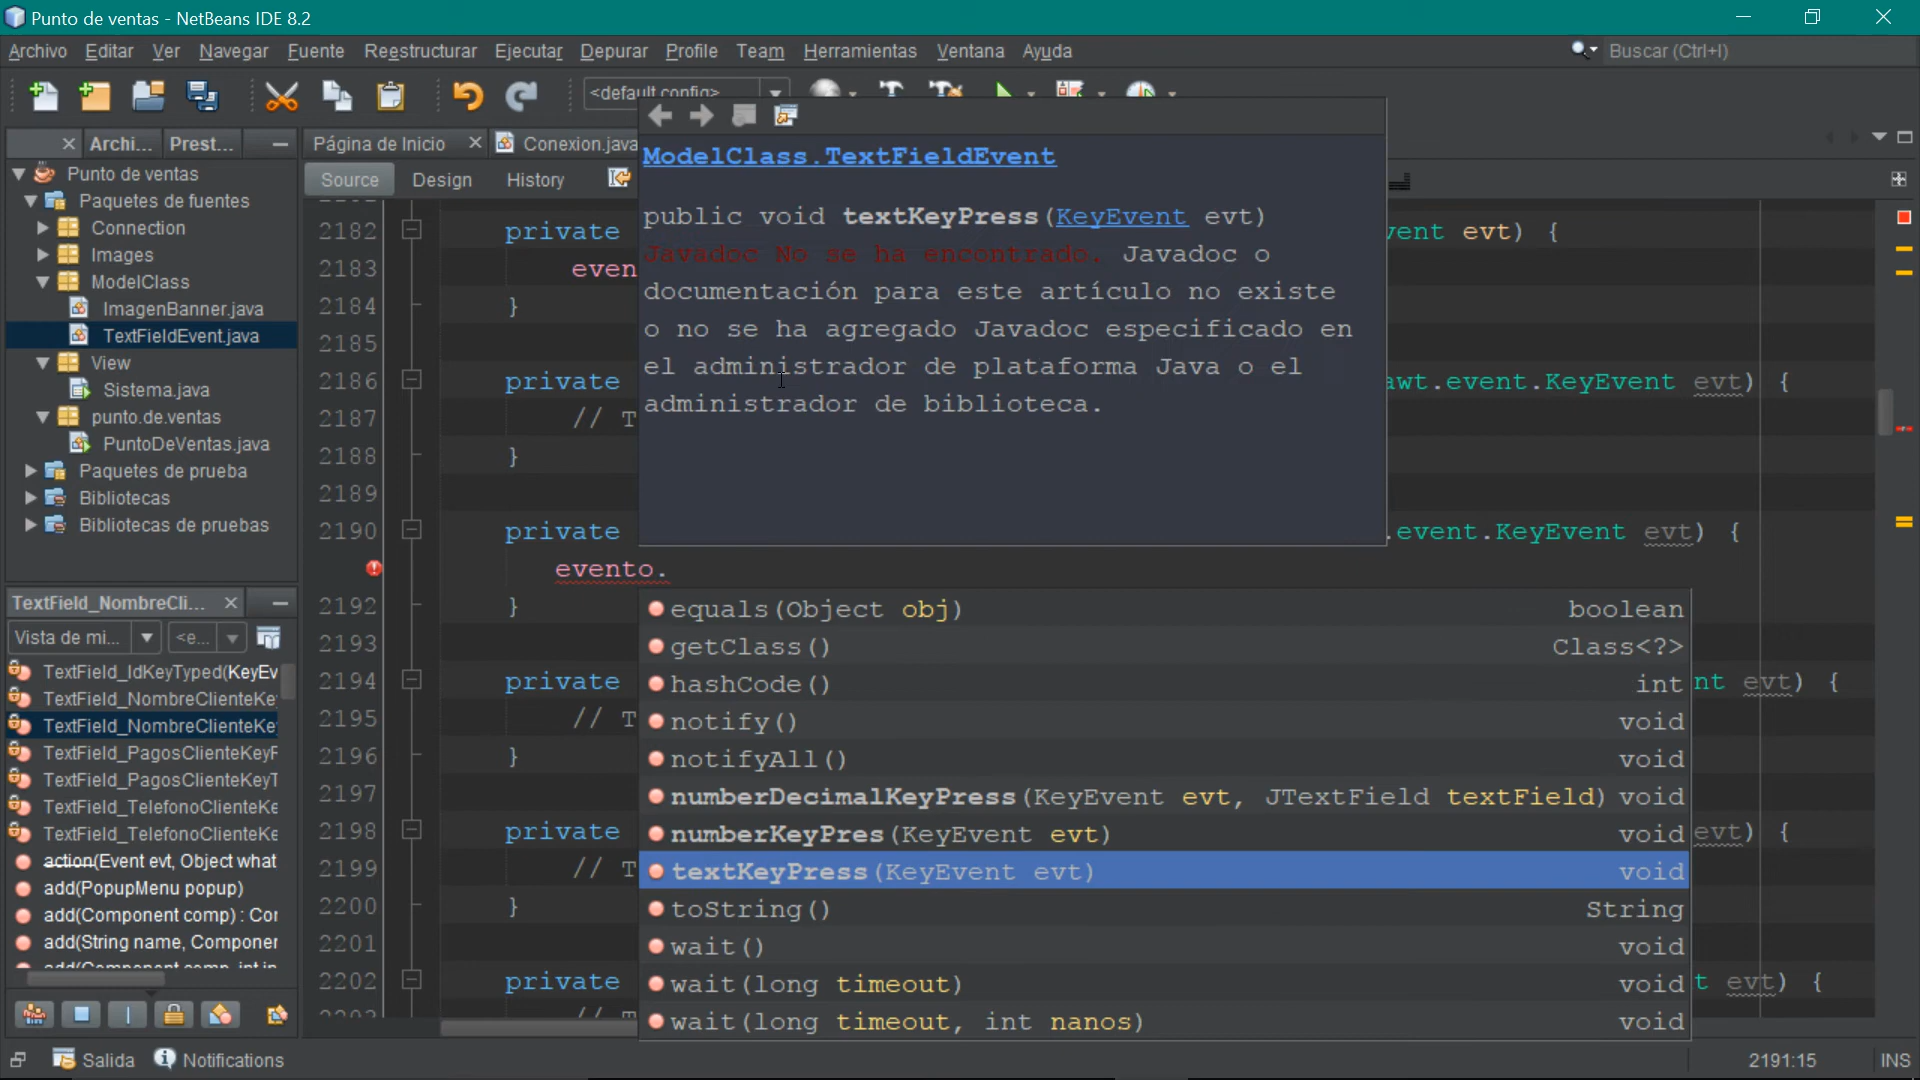 Punto de ventas - NetBeans IDE 8.2
Archivo Editar Ver Navegar Fuente Reestructurar Ejecutar Depurar Profile Team Herramientas Ventana Ayuda
Buscar (Ctrl+I)
<default config>
Archi... Prest...
Página de Inicio Conexion.java
Source Design History
Punto de ventas
Paquetes de fuentes
Connection
Images
ModelClass
ImagenBanner.java
TextFieldEvent.java
View
Sistema.java
punto.de.ventas
PuntoDeVentas.java
Paquetes de prueba
Bibliotecas
Bibliotecas de pruebas
TextField_NombreCli...
Vista de mi... <e...
TextField_IdKeyTyped(KeyEv
TextField_NombreClienteKe
TextField_NombreClienteKe
TextField_PagosClienteKeyF
TextField_PagosClienteKeyT
TextField_TelefonoClienteKe
TextField_TelefonoClienteKe
action(Event evt, Object what
add(PopupMenu popup)
add(Component comp) : Cor
add(String name, Componer
add(Component comp, int in
ModelClass.TextFieldEvent
public void textKeyPress(KeyEvent evt)
Javadoc No se ha encontrado. Javadoc o
documentación para este artículo no existe
o no se ha agregado Javadoc especificado en
el administrador de plataforma Java o el
administrador de biblioteca.
2182 private vent evt) {
2183 even
2184 }
2185
2186 private awt.event.KeyEvent evt) {
2187 // T
2188 }
2189
2190 private .event.KeyEvent evt) {
evento.
2192 }
2193
2194 private nt evt) {
2195 // T
2196 }
2197
2198 private evt) {
2199 // T
2200 }
2201
2202 private t evt) {
2203 // T
equals(Object obj) boolean
getClass() Class<?>
hashCode() int
notify() void
notifyAll() void
numberDecimalKeyPress(KeyEvent evt, JTextField textField) void
numberKeyPres(KeyEvent evt) void
textKeyPress(KeyEvent evt) void
toString() String
wait() void
wait(long timeout) void
wait(long timeout, int nanos) void
Salida Notifications
2191:15 INS